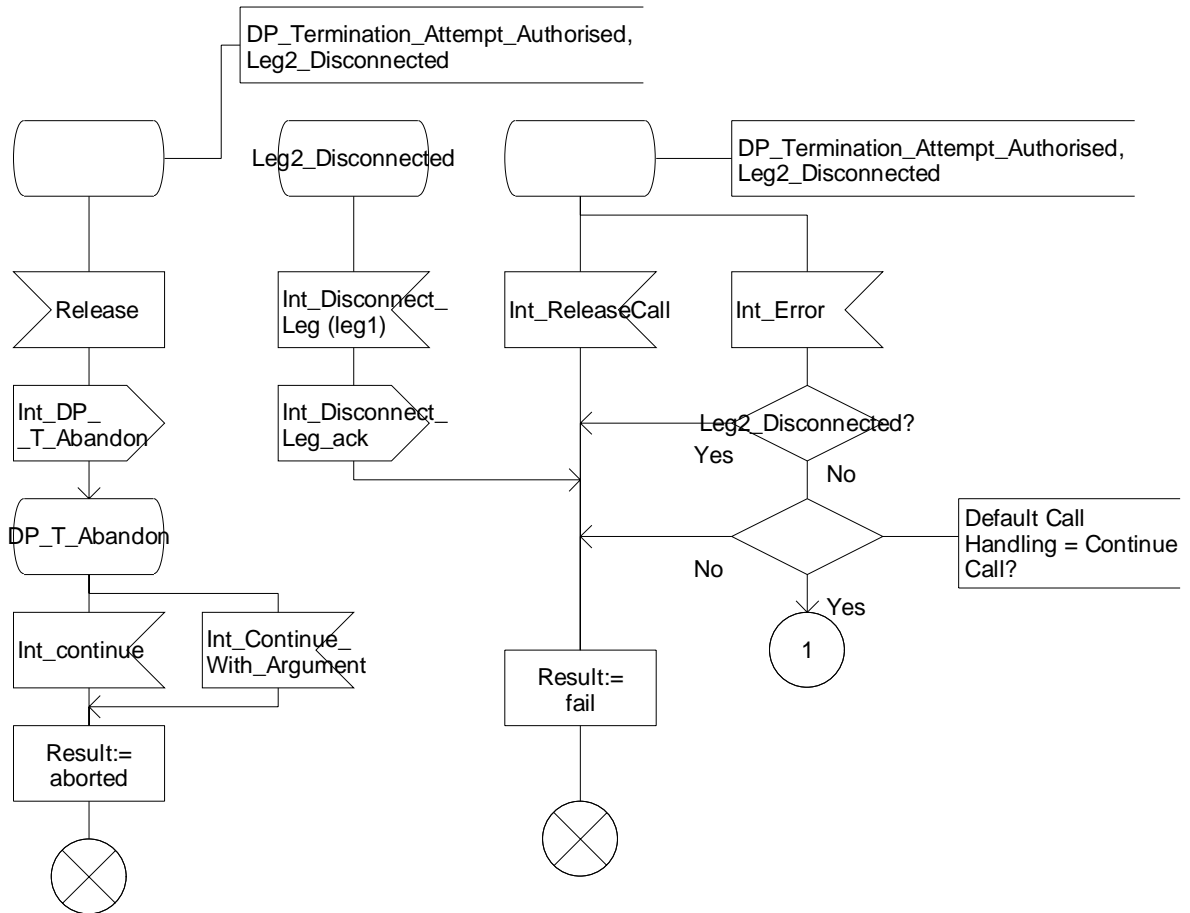 DP_Termination_Attempt_Authorised,
Leg2_Disconnected
Leg2_Disconnected
DP_Termination_Attempt_Authorised,
Leg2_Disconnected
Release
Int_Disconnect_
Leg (leg1)
Int_ReleaseCall
Int_Error
Int_DP_
_T_Abandon
Int_Disconnect_
Leg_ack
Leg2_Disconnected?
Yes
No
DP_T_Abandon
Default Call
Handling = Continue
Call?
No
Yes
Int_continue
Int_Continue_
With_Argument
1
Result:=
fail
Result:=
aborted